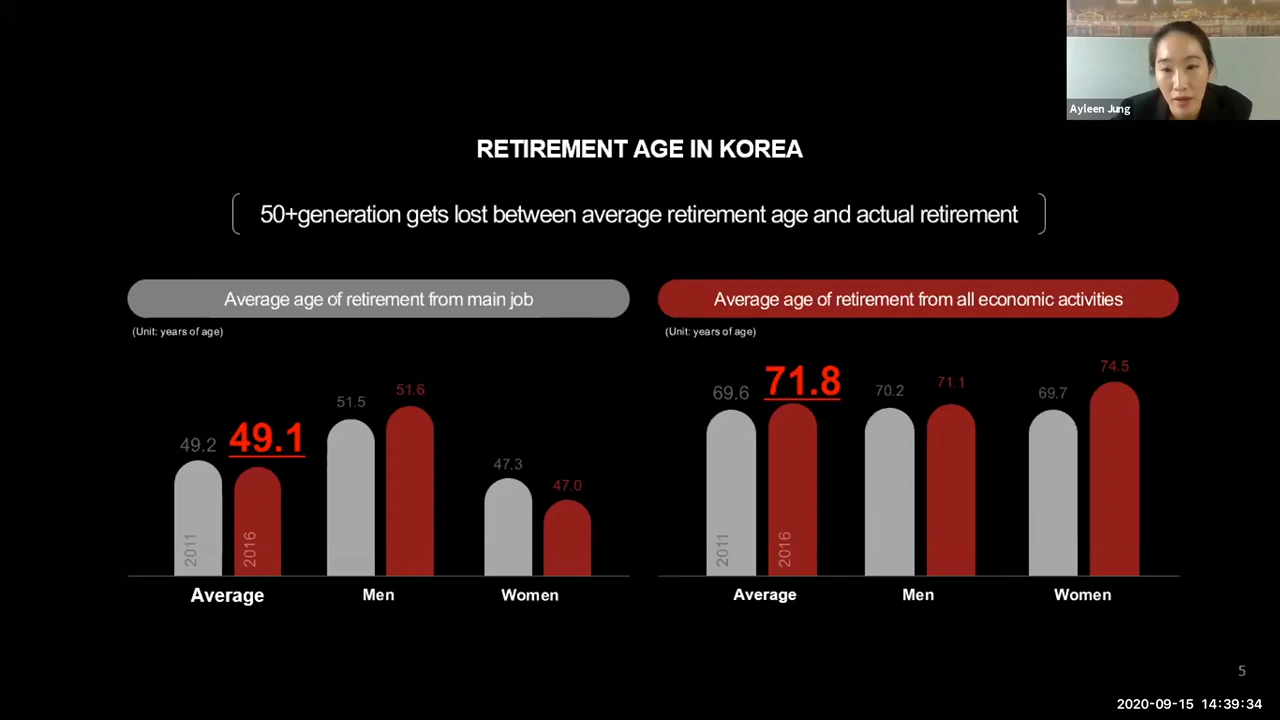 Ayleen Jung
RETIREMENT AGE IN KOREA
50+generation gets lost between average retirement age and actual retirement
Average age of retirement from main job
(Unit: years of age)
49.2
49.1
51.5
51.6
47.3
47.0
2011
2016
Average
Men
Women
Average age of retirement from all economic activities
(Unit: years of age)
69.6
71.8
70.2
71.1
69.7
74.5
2011
2016
Average
Men
Women
5
2020-09-15 14:39:34